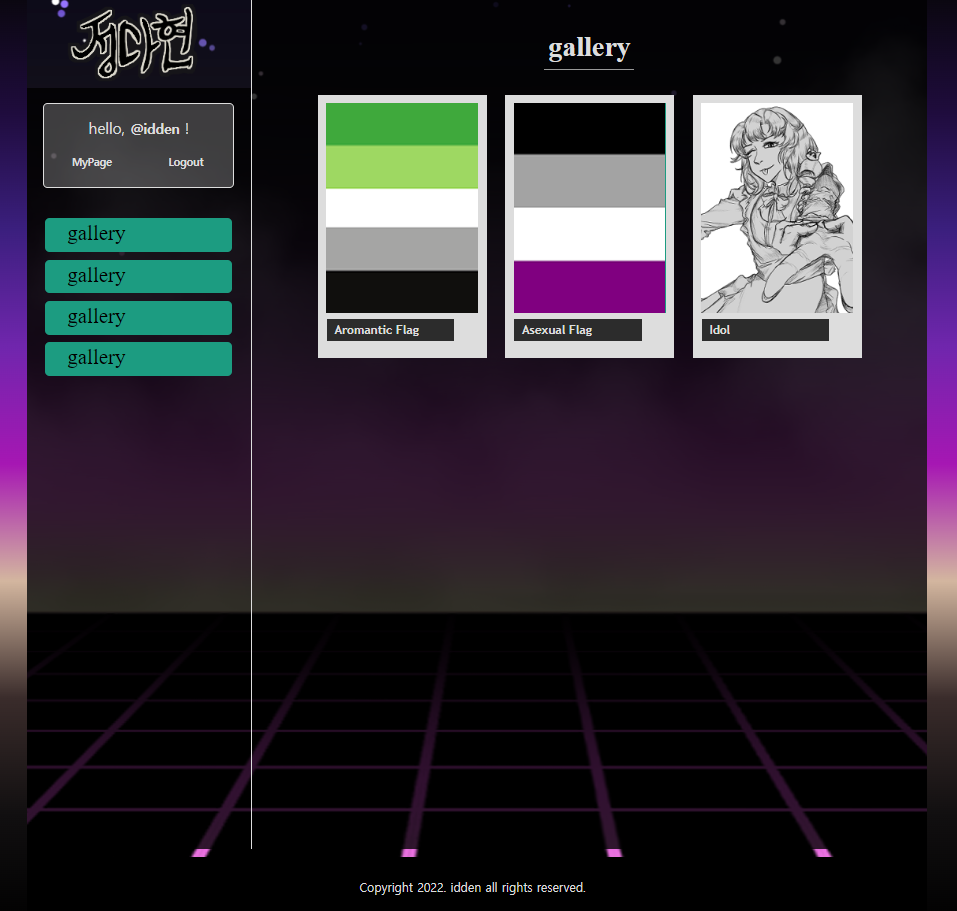 정다현
gallery
hello, @idden !
MyPage Logout
gallery
gallery
gallery
gallery
Aromantic Flag
Asexual Flag
Idol
Copyright 2022. idden all rights reserved.